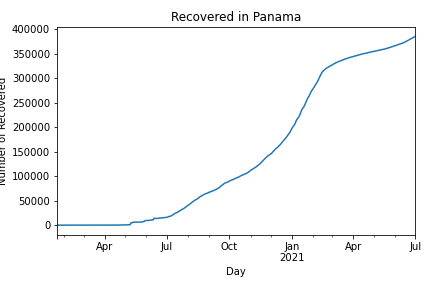 Recovered in Panama
400000
350000
300000
250000
200000
150000
100000
50000
0
Number of Recovered
Apr Jul Oct Jan Apr Jul
2021
Day